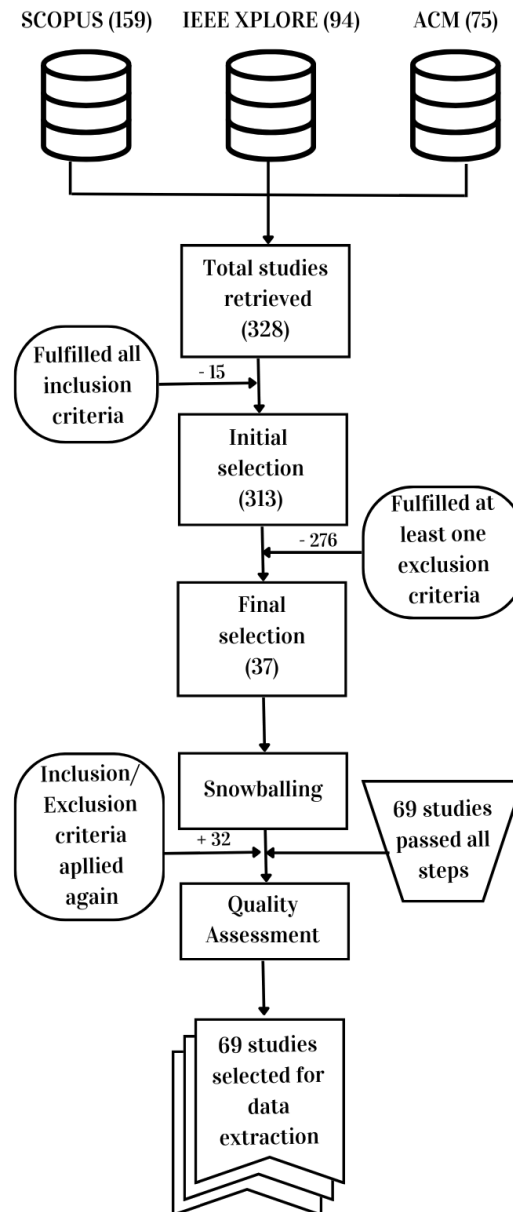 SCOPUS (159)
IEEE XPLORE (94)
ACM (75)
Total studies
retrieved
(328)
Fulfilled all
inclusion
criteria
- 15
Initial
selection
(313)
Fulfilled at
least one
exclusion
criteria
- 276
Final
selection
(37)
Snowballing
Inclusion/
Exclusion
criteria
apllied
again
+ 32
69 studies
passed all
steps
Quality
Assessment
69 studies
selected for
data
extraction